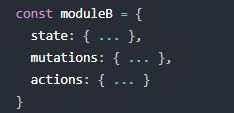 const moduleB = {
  state: { ... },
  mutations: { ... },
  actions: { ... }
}